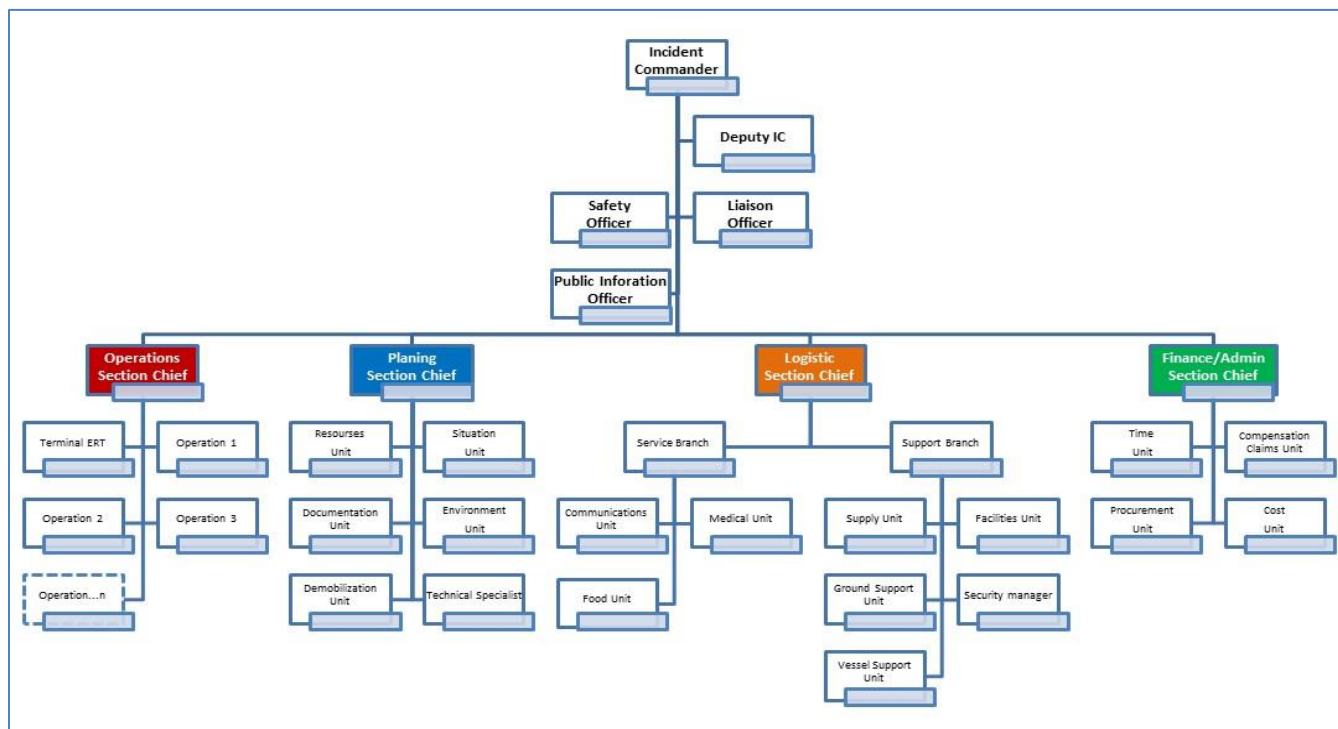 Incident
Commander
Deputy IC
Safety
Officer
Liaison
Officer
Public Inforation
Officer
Operations
Section Chief
Planing
Section Chief
Logistic
Section Chief
Finance/Admin
Section Chief
Terminal ERT
Operation 1
Resourses
Unit
Situation
Unit
Service Branch
Support Branch
Time
Unit
Compensation
Claims Unit
Operation 2
Operation 3
Documentation
Unit
Environment
Unit
Communications
Unit
Medical Unit
Supply Unit
Facilities Unit
Procurement
Unit
Cost
Unit
Operation...n
Demobilization
Unit
Technical Specialist
Food Unit
Ground Support
Unit
Security manager
Vessel Support
Unit